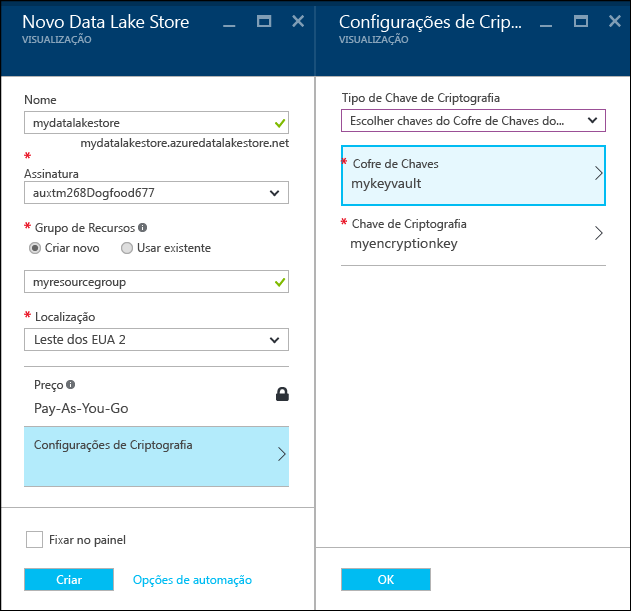 Novo Data Lake Store
VISUALIZAÇÃO
Nome
mydatalakestore
mydatalakestore.azuredatalakestore.net
*
Assinatura
auxtm268Dogfood677
* Grupo de Recursos
Criar novo
Usar existente
myresourcegroup
* Localização
Leste dos EUA 2
Preço
Pay-As-You-Go
Configurações de Criptografia
Fixar no painel
Criar
Opções de automação
Configurações de Crip...
VISUALIZAÇÃO
Tipo de Chave de Criptografia
Escolher chaves do Cofre de Chaves do...
* Cofre de Chaves
mykeyvault
* Chave de Criptografia
myencryptionkey
OK